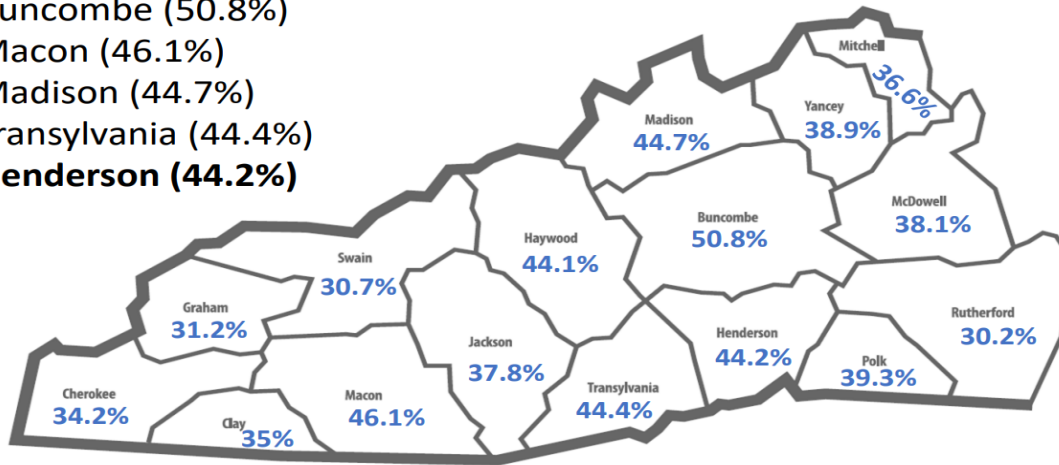 uncombe (50.8%)
Macon (46.1%)
Madison (44.7%)
ransylvania (44.4%)
enderson (44.2%)
Mitchell
36.6%
Madison
44.7%
Yancey
38.9%
McDowell
38.1%
Buncombe
50.8%
Haywood
44.1%
Swain
30.7%
Graham
31.2%
Rutherford
30.2%
Henderson
44.2%
Jackson
37.8%
Polk
39.3%
Transylvania
44.4%
Cherokee
34.2%
Macon
46.1%
Clay
35%